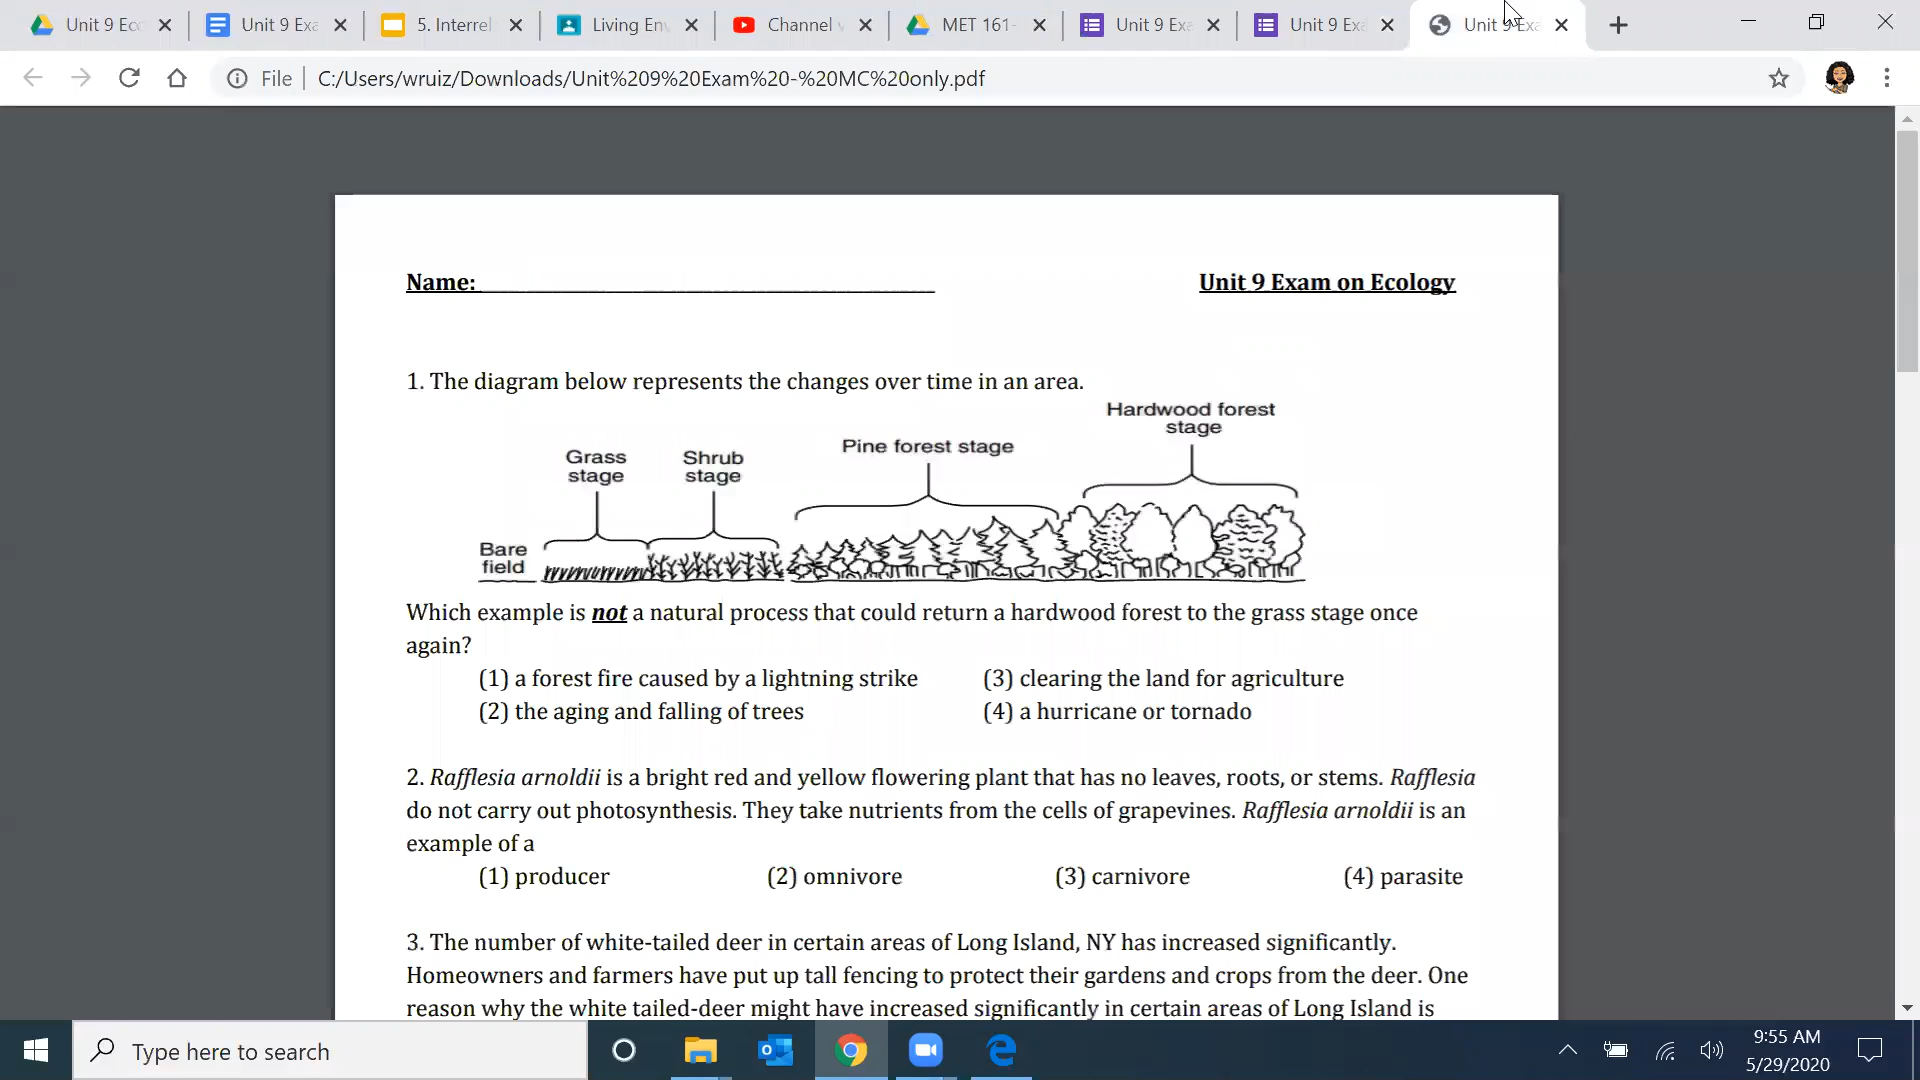 Unit 9 Ec
Unit 9 Exa
5. Interrel
Living Env
Channel
MET 161-
Unit 9 Exa
Unit 9 Exa
Unit 9 Exa
File
C:/Users/wruiz/Downloads/Unit%209%20Exam%20-%20MC%20only.pdf
Name:
Unit 9 Exam on Ecology
1. The diagram below represents the changes over time in an area.
Hardwood forest
stage
Pine forest stage
Grass
stage
Shrub
stage
Bare
field
Which example is not a natural process that could return a hardwood forest to the grass stage once
again?
(1) a forest fire caused by a lightning strike
(3) clearing the land for agriculture
(2) the aging and falling of trees
(4) a hurricane or tornado
2. Rafflesia arnoldii is a bright red and yellow flowering plant that has no leaves, roots, or stems. Rafflesia
do not carry out photosynthesis. They take nutrients from the cells of grapevines. Rafflesia arnoldii is an
example of a
(1) producer
(2) omnivore
(3) carnivore
(4) parasite
3. The number of white-tailed deer in certain areas of Long Island, NY has increased significantly.
Homeowners and farmers have put up tall fencing to protect their gardens and crops from the deer. One
reason why the white tailed-deer might have increased significantly in certain areas of Long Island is
Type here to search
9:55 AM
5/29/2020